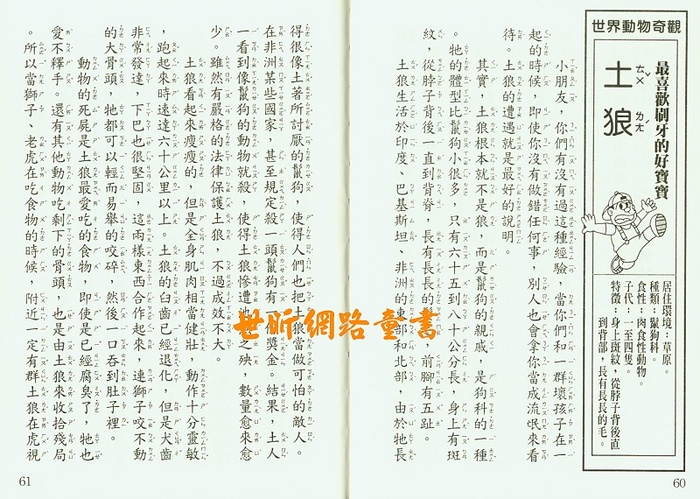 世界動物奇觀
最喜歡刷牙的好寶寶
土狼
ㄊㄨˇ ㄌㄤˊ
居住環境：草原。
種類：鬣狗科。
食性：肉食性動物。
子代：一至四隻。
特徵：身上斑紋，從脖子背後直
到背部，長有長長的毛。
小朋友，你們有沒有過這種經驗，當你們和一群壞孩子在一
起的時候，即使你沒有做錯任何事，別人也會拿你當成流氓來看
待。土狼的遭遇就是最好的說明。
其實，土狼根本就不是狼，而是鬣狗的親戚，是狗科的一種
。牠的體型比鬣狗小很多，只有六十五到八十公分長，身上有斑
紋，從脖子背後一直到背脊，長有長長的
，前腳有五趾。
土狼生活於印度、巴基斯坦、非洲的東部和北部，由於牠長
60
得很像土著所討厭的鬣狗，使得人們也把土狼當做可怕的敵人。
在非洲某些國家，甚至規定殺一頭鬣狗有一
個獎金。結果，土人
一看到像鬣狗的動物就殺，使得土狼慘遭池
之殃，數量愈來愈
少。雖然有嚴格的法律保護土狼，不過成效不大。
土狼看起來瘦瘦的，但是全身肌肉相當健壯，動作十分靈敏
，跑起來時速達六十公里以上。土狼的臼齒已經退化，但是犬齒
非常發達，下巴也很堅固，這兩樣東西合作起來，連獅子咬不動
的大骨頭，牠都可以輕而易舉的咬碎，然後一口吞到肚子裡。
動物的死屍是土狼最愛吃的食物，即使是已經腐臭了，牠也
愛不釋手。還有其他動物吃剩下的骨頭，也是由土狼來收拾殘局
。所以當獅子、老虎在吃食物的時候，附近一定有群土狼在虎視
61
世昕網路童書